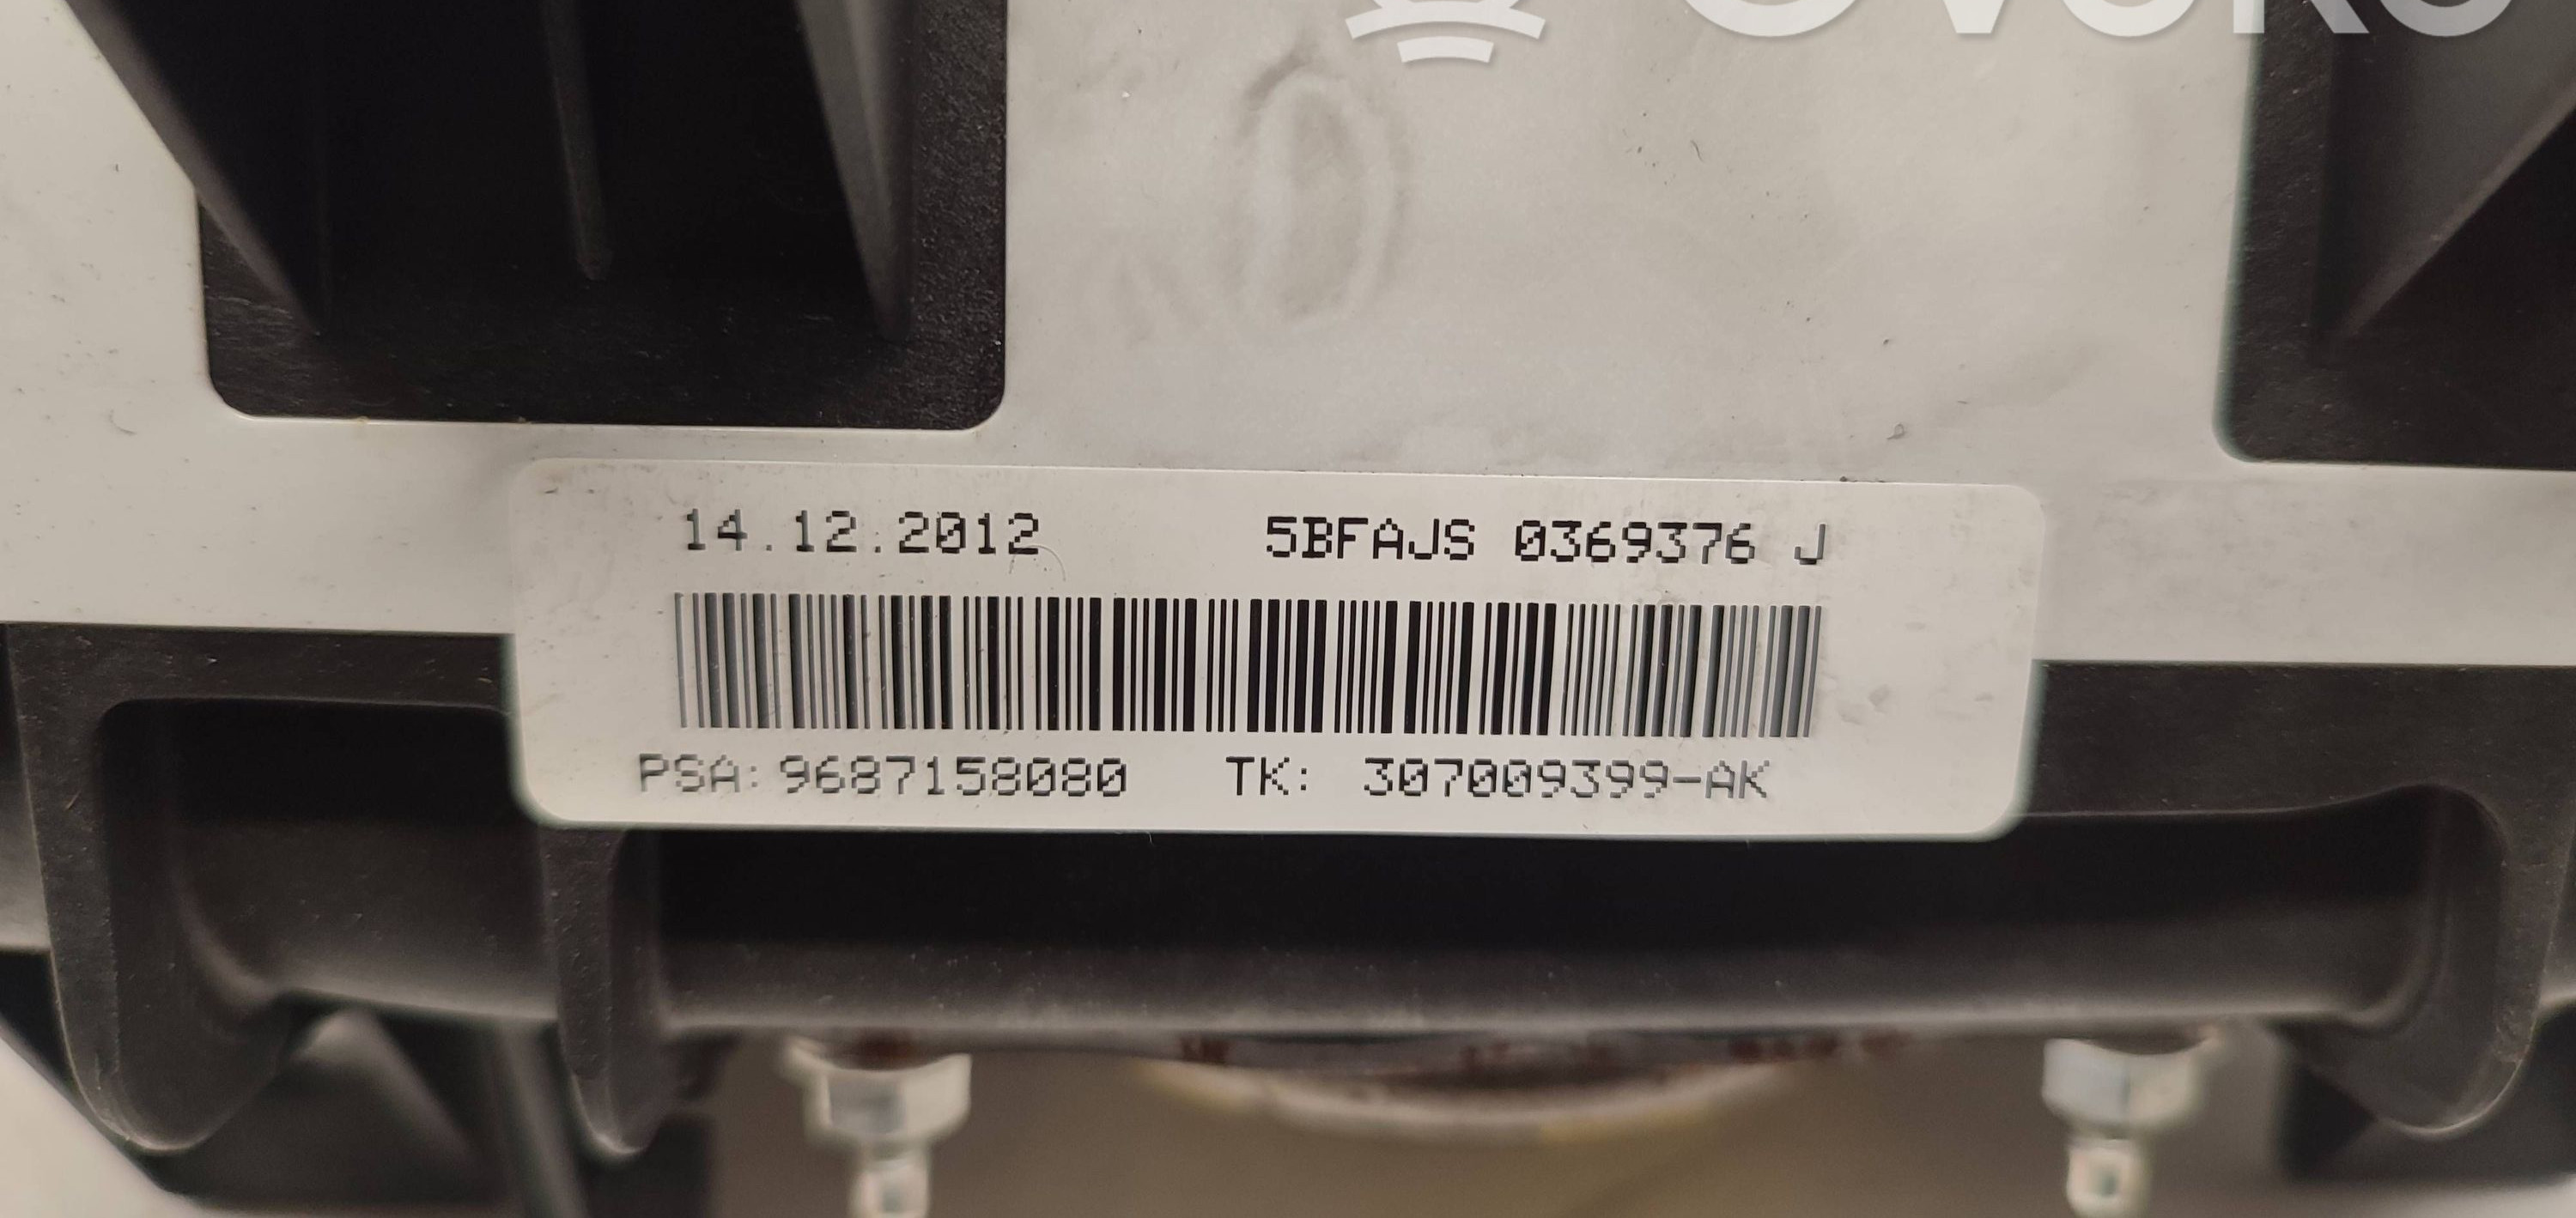 14.12.2012 5BFAJS 0369376 J
PSA:9687158080 TK: 307009399-AK